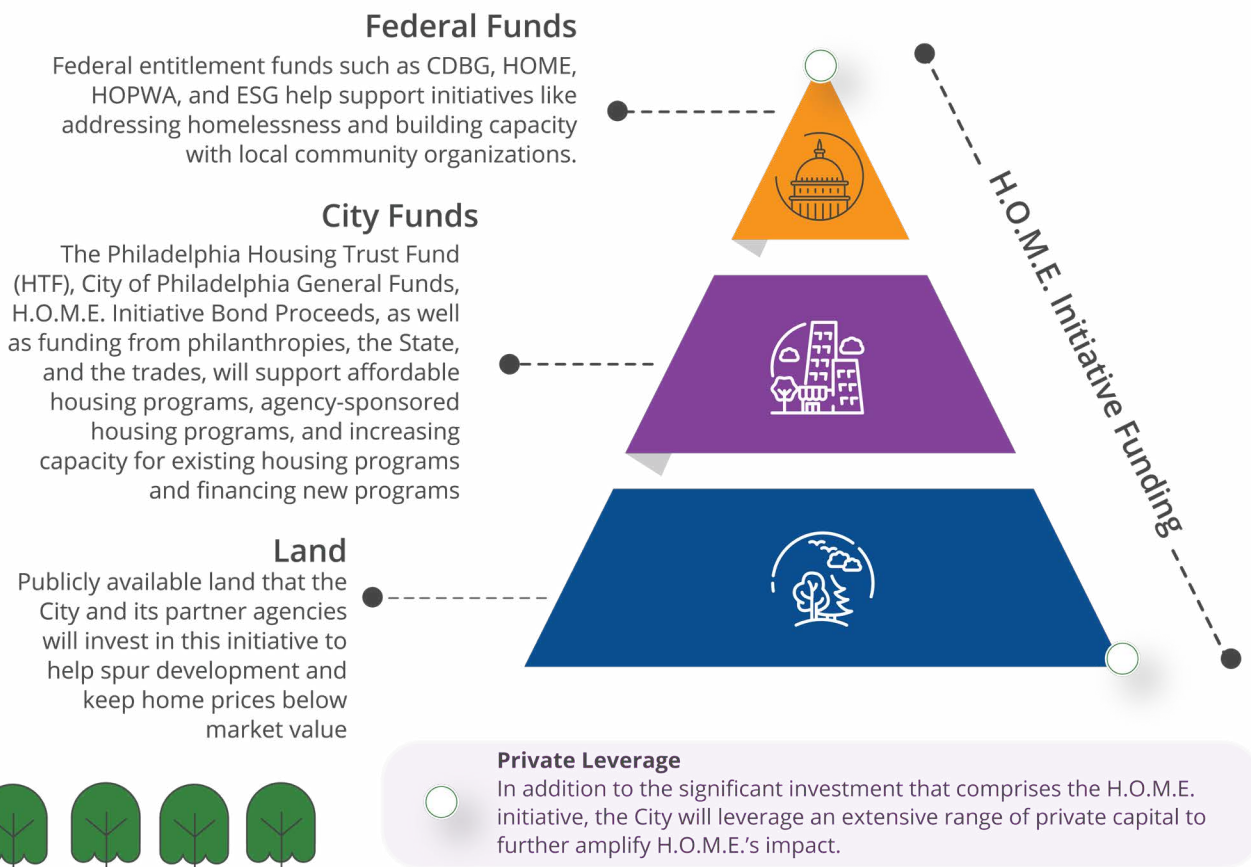 Federal Funds
Federal entitlement funds such as CDBG, HOME,
HOPWA, and ESG help support initiatives like
addressing homelessness and building capacity
with local community organizations.
City Funds
The Philadelphia Housing Trust Fund
(HTF), City of Philadelphia General Funds,
H.O.M.E. Initiative Bond Proceeds, as well
as funding from philanthropies, the State,
and the trades, will support affordable
housing programs, agency-sponsored
housing programs, and increasing
capacity for existing housing programs
and financing new programs
Land
Publicly available land that the
City and its partner agencies
will invest in this initiative to
help spur development and
keep home prices below
market value
H.O.M.E. Initiative Funding
Private Leverage
In addition to the significant investment that comprises the H.O.M.E.
initiative, the City will leverage an extensive range of private capital to
further amplify H.O.M.E.'s impact.